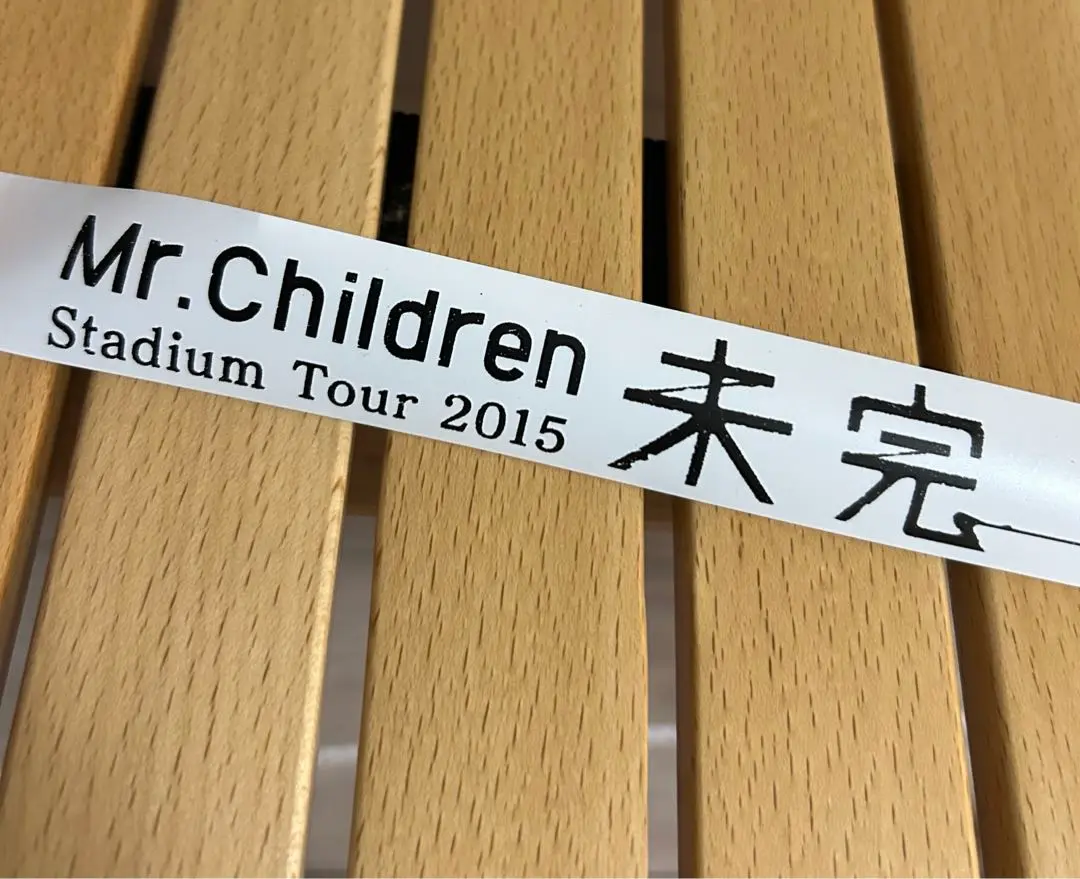 Mr.Children
Stadium Tour 2015
未完